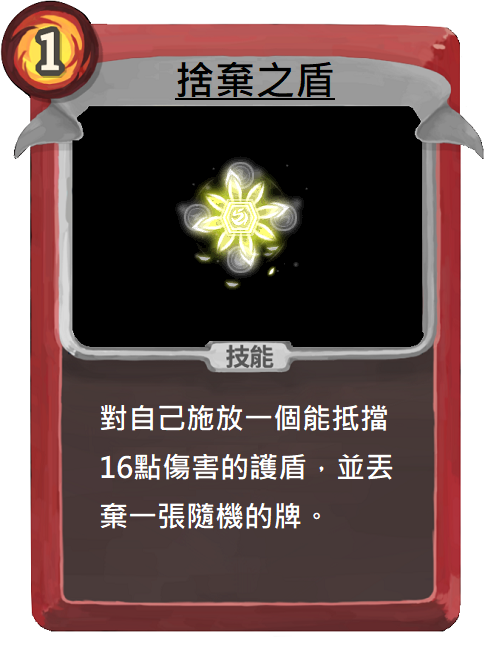 1
捨棄之盾
技能
對自己施放一個能抵擋
16點傷害的護盾，並丟
棄一張隨機的牌。